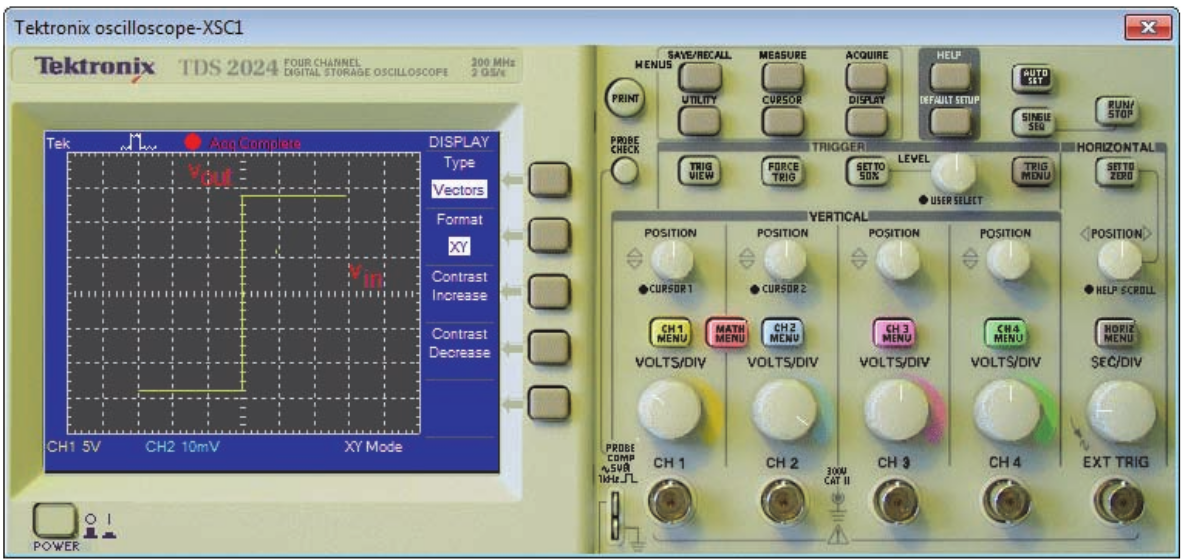 Tektronix oscilloscope-XSC1
Tektronix TDS 2024 FOUR CHANNEL DIGITAL STORAGE OSCILLOSCOPE 200 MHz 2 GS/s
Tek Acq Complete
DISPLAY
Type
Vectors
Format
XY
Contrast
Increase
Contrast
Decrease
Vout
Vin
CH1 5V CH2 10mV XY Mode
POWER
O I
MENUS
SAVE/RECALL MEASURE ACQUIRE HELP
PRINT
UTILITY CURSOR DISPLAY DEFAULT SETUP
AUTO SET
SINGLE SEQ
RUN/STOP
PROBE CHECK
TRIGGER
HORIZONTAL
TRIG VIEW
FORCE TRIG
SET TO 50%
LEVEL
USER SELECT
TRIG MENU
SET TO ZERO
VERTICAL
POSITION POSITION POSITION POSITION POSITION
CURSOR 1 CURSOR 2 HELP SCROLL
CH 1 MENU
MATH MENU
CH 2 MENU
CH 3 MENU
CH 4 MENU
HORIZ MENU
VOLTS/DIV VOLTS/DIV VOLTS/DIV VOLTS/DIV SEC/DIV
PROBE COMP
~5V@
1kHz
CH 1 CH 2 CH 3 CH 4 EXT TRIG
300V
CAT II